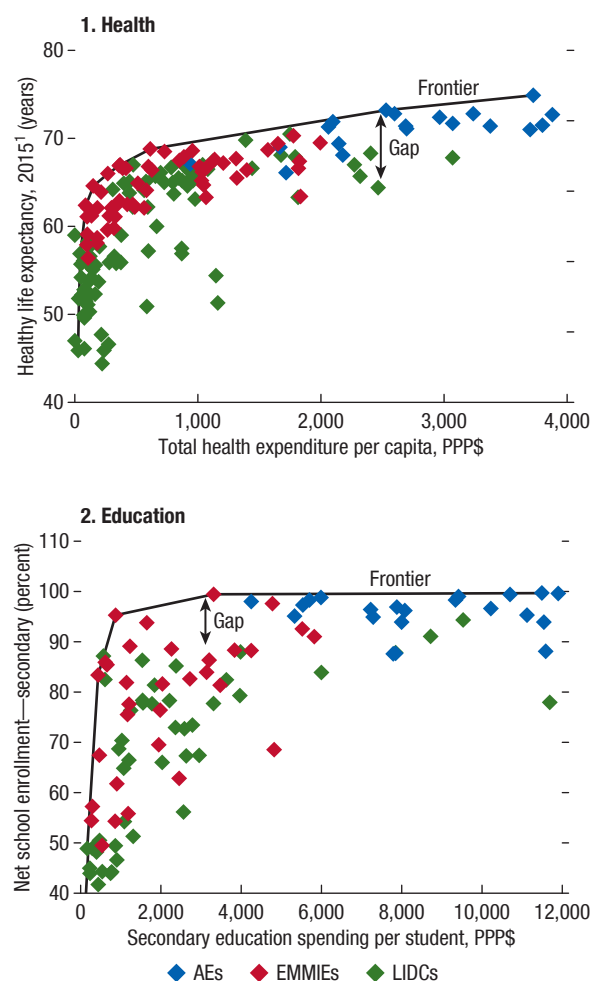 1. Health
Healthy life expectancy, 2015¹ (years)
80
70
60
50
40
Frontier
Gap
0 1,000 2,000 3,000 4,000
Total health expenditure per capita, PPP$
2. Education
Net school enrollment—secondary (percent)
110
100
90
80
70
60
50
40
Frontier
Gap
0 2,000 4,000 6,000 8,000 10,000 12,000
Secondary education spending per student, PPP$
AEs EMMIEs LIDCs